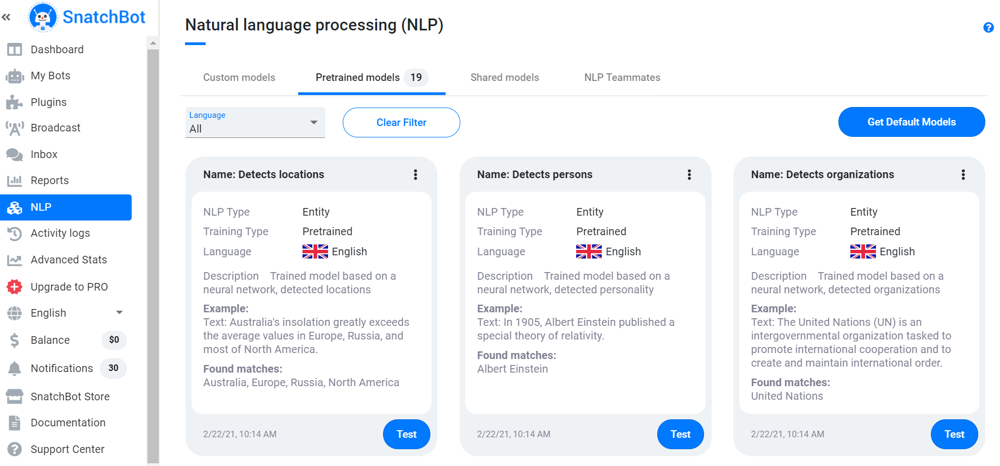 SnatchBot
Dashboard
My Bots
Plugins
Broadcast
Inbox
Reports
NLP
Activity logs
Advanced Stats
Upgrade to PRO
English
Balance $0
Notifications 30
SnatchBot Store
Documentation
Support Center
Natural language processing (NLP)
Custom models Pretrained models 19 Shared models NLP Teammates
Language
All
Clear Filter
Get Default Models
Name: Detects locations
NLP Type Entity
Training Type Pretrained
Language English
Description Trained model based on a
neural network, detected locations
Example:
Text: Australia's insolation greatly exceeds
the average values in Europe, Russia, and
most of North America.
Found matches:
Australia, Europe, Russia, North America
2/22/21, 10:14 AM
Test
Name: Detects persons
NLP Type Entity
Training Type Pretrained
Language English
Description Trained model based on a
neural network, detected personality
Example:
Text: In 1905, Albert Einstein published a
special theory of relativity.
Found matches:
Albert Einstein
2/22/21, 10:14 AM
Test
Name: Detects organizations
NLP Type Entity
Training Type Pretrained
Language English
Description Trained model based on a
neural network, detected organizations
Example:
Text: The United Nations (UN) is an
intergovernmental organization tasked to
promote international cooperation and to
create and maintain international order.
Found matches:
United Nations
2/22/21, 10:14 AM
Test